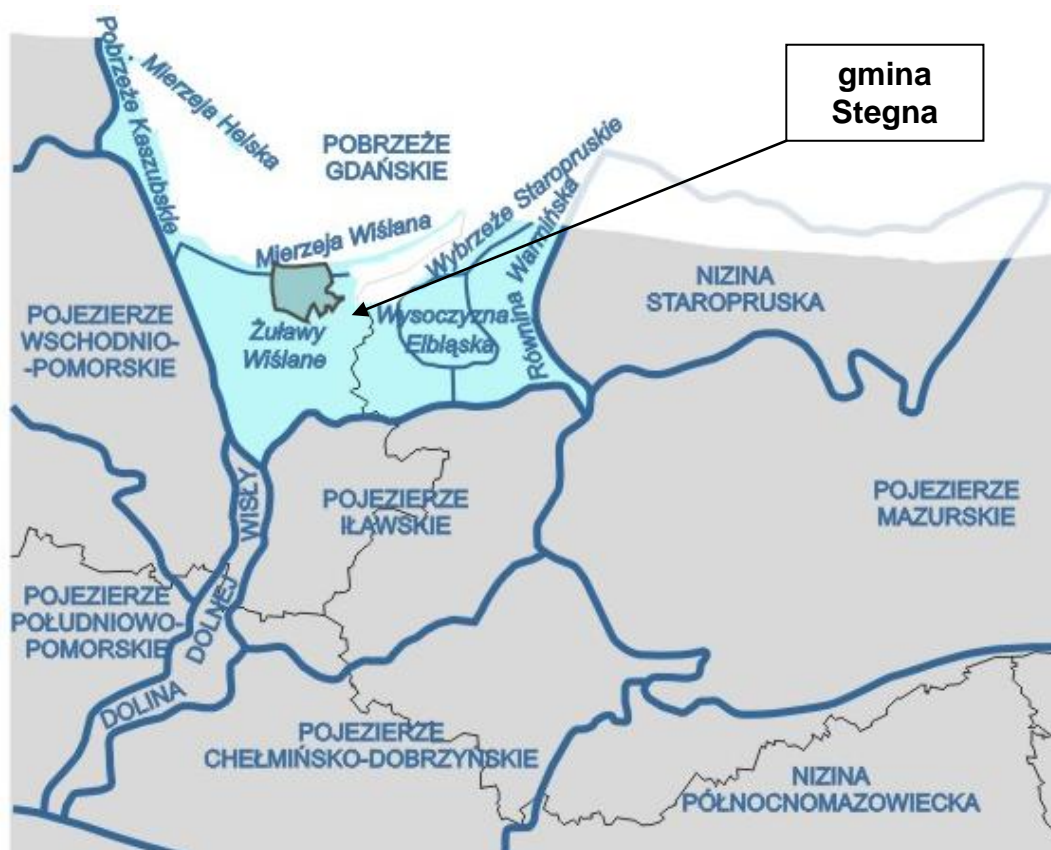 gmina
Stegna
Pobrzeże Kaszubskie
Mierzeja Helska
POBRZEŻE
GDAŃSKIE
Mierzeja Wiślana
Wybrzeże Staropruskie
Równina Warmińska
NIZINA
STAROPRUSKA
POJEZIERZE
WSCHODNIO-
-POMORSKIE
Żuławy
Wiślane
Wysoczyzna
Elbląska
POJEZIERZE
IŁAWSKIE
POJEZIERZE
MAZURSKIE
POJEZIERZE
POŁUDNIOWO-
POMORSKIE
DOLINA DOLNEJ WISŁY
POJEZIERZE
CHEŁMIŃSKO-DOBRZYŃSKIE
NIZINA
PÓŁNOCNOMAZOWIECKA